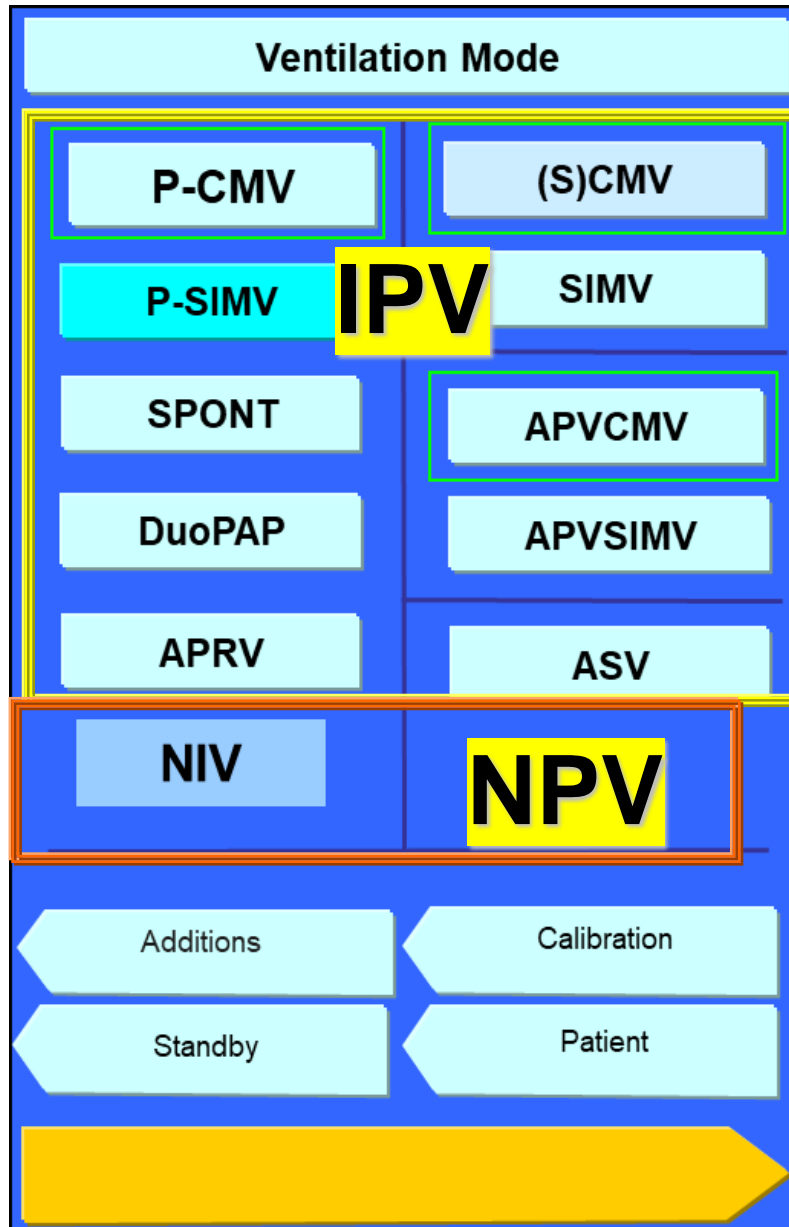 Ventilation Mode
P-CMV
(S)CMV
P-SIMV
IPV
SIMV
SPONT
APVCMV
DuoPAP
APVSIMV
APRV
ASV
NIV
NPV
Additions
Calibration
Standby
Patient